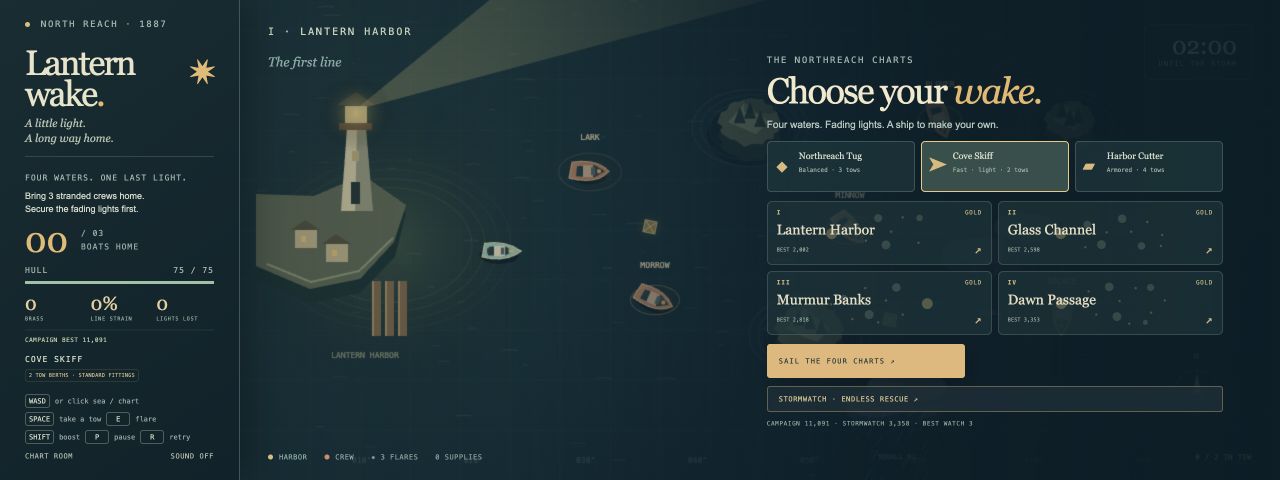 NORTH REACH · 1887
Lantern
wake.
A little light.
A long way home.
FOUR WATERS. ONE LAST LIGHT.
Bring 3 stranded crews home.
Secure the fading lights first.
00 / 03
BOATS HOME
HULL 75 / 75
0 0% 0
BRASS LINE STRAIN LIGHTS LOST
CAMPAIGN BEST 11,091
COVE SKIFF
2 TOW BERTHS · STANDARD FITTINGS
WASD or click sea / chart
SPACE take a tow E flare
SHIFT boost P pause R retry
CHART ROOM SOUND OFF
I · LANTERN HARBOR
The first line
LARK
MORROW
MINNOW
LANTERN HARBOR
HARBOR CREW 3 FLARES 0 SUPPLIES
02:00
UNTIL THE STORM
THE NORTHREACH CHARTS
Choose your wake.
Four waters. Fading lights. A ship to make your own.
Northreach Tug
Balanced · 3 tows
Cove Skiff
Fast · light · 2 tows
Harbor Cutter
Armored · 4 tows
I GOLD
Lantern Harbor
BEST 2,002 ↗
II GOLD
Glass Channel
BEST 2,598 ↗
III GOLD
Murmur Banks
BEST 2,818 ↗
IV GOLD
Dawn Passage
BEST 3,353 ↗
SAIL THE FOUR CHARTS ↗
STORMWATCH · ENDLESS RESCUE ↗
CAMPAIGN 11,091 · STORMWATCH 3,358 · BEST WATCH 3
0 / 2 IN TOW